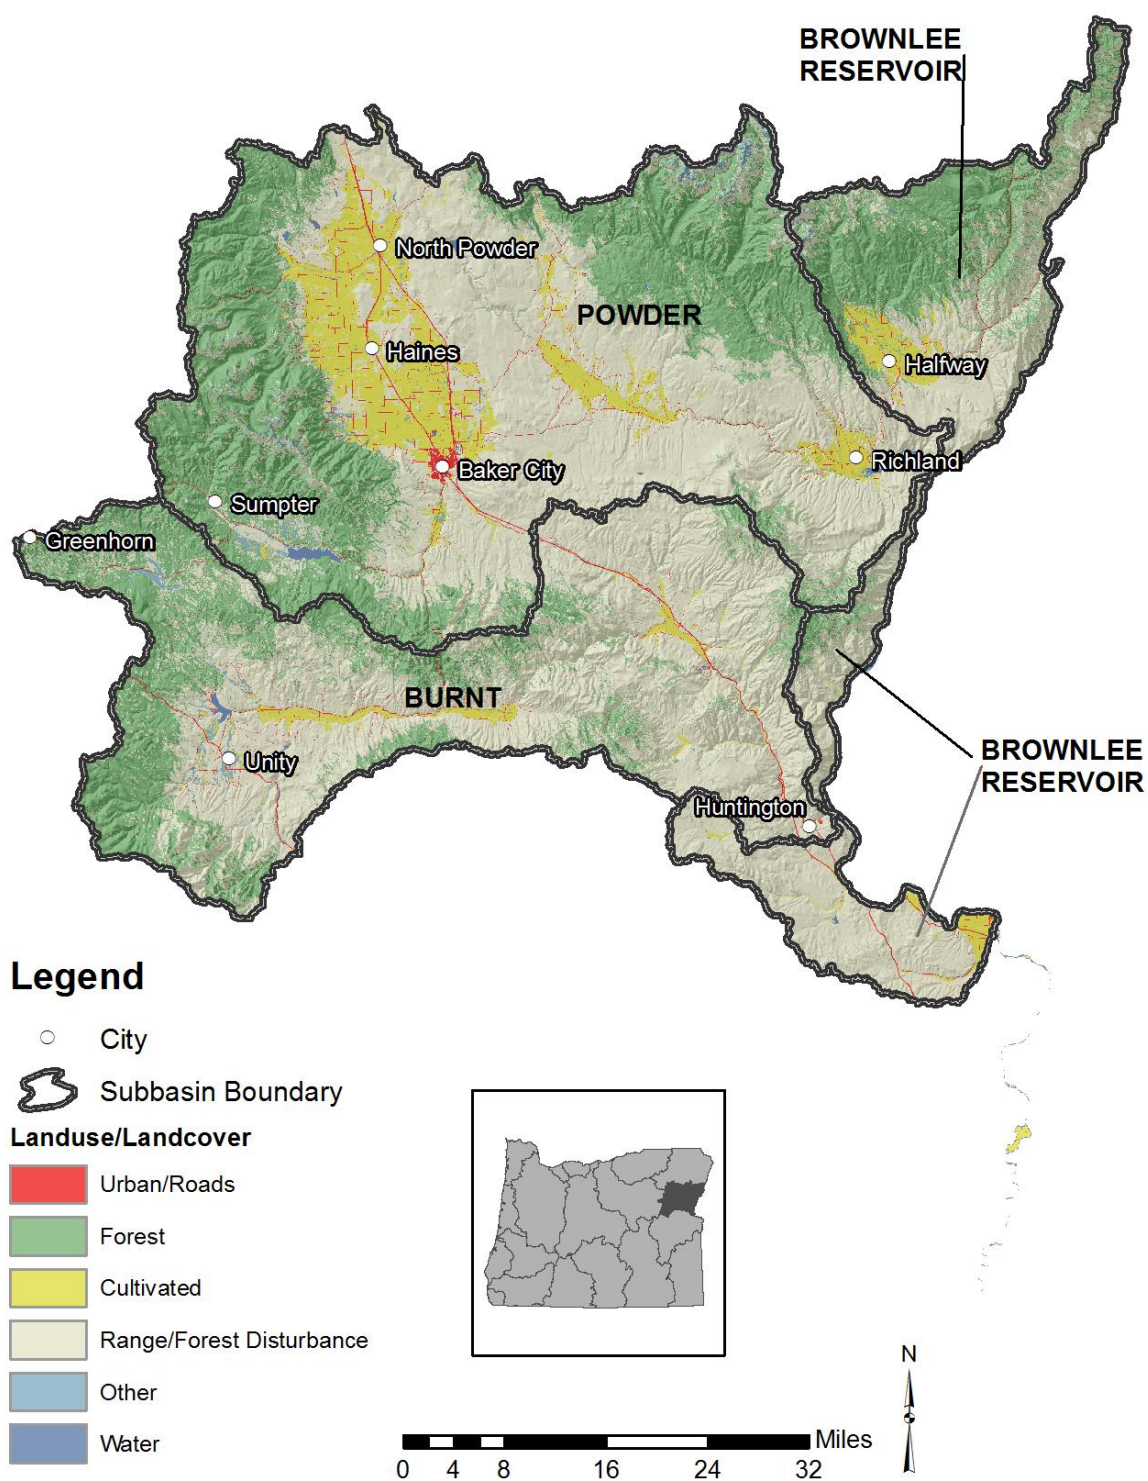 BROWNLEE
RESERVOIR
North Powder
POWDER
Haines
Halfway
Baker City
Richland
Sumpter
Greenhorn
BURNT
Unity
BROWNLEE
RESERVOIR
Huntington
Legend
City
Subbasin Boundary
Landuse/Landcover
Urban/Roads
Forest
Cultivated
Range/Forest Disturbance
Other
Water
N
Miles
0 4 8 16 24 32